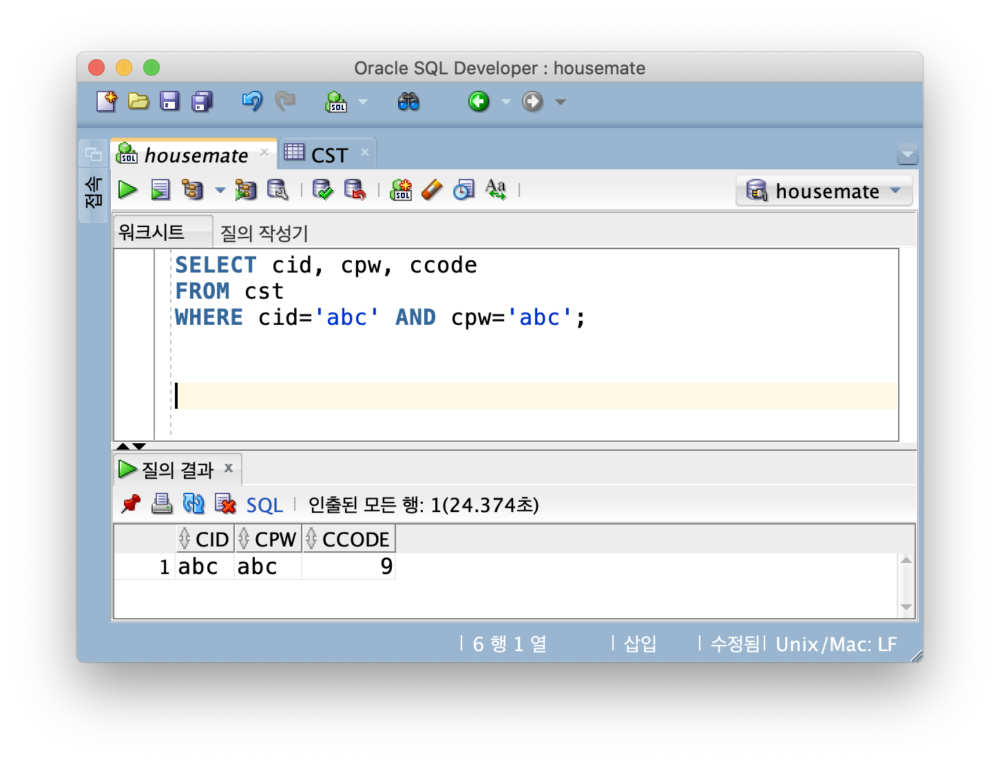 Oracle SQL Developer : housemate
housemate
CST
접속
housemate
워크시트 질의 작성기
SELECT cid, cpw, ccode
FROM cst
WHERE cid='abc' AND cpw='abc';
질의 결과
SQL 인출된 모든 행: 1(24.374초)
CID CPW CCODE
1 abc abc 9
6 행 1 열 삽입 수정됨 Unix/Mac: LF